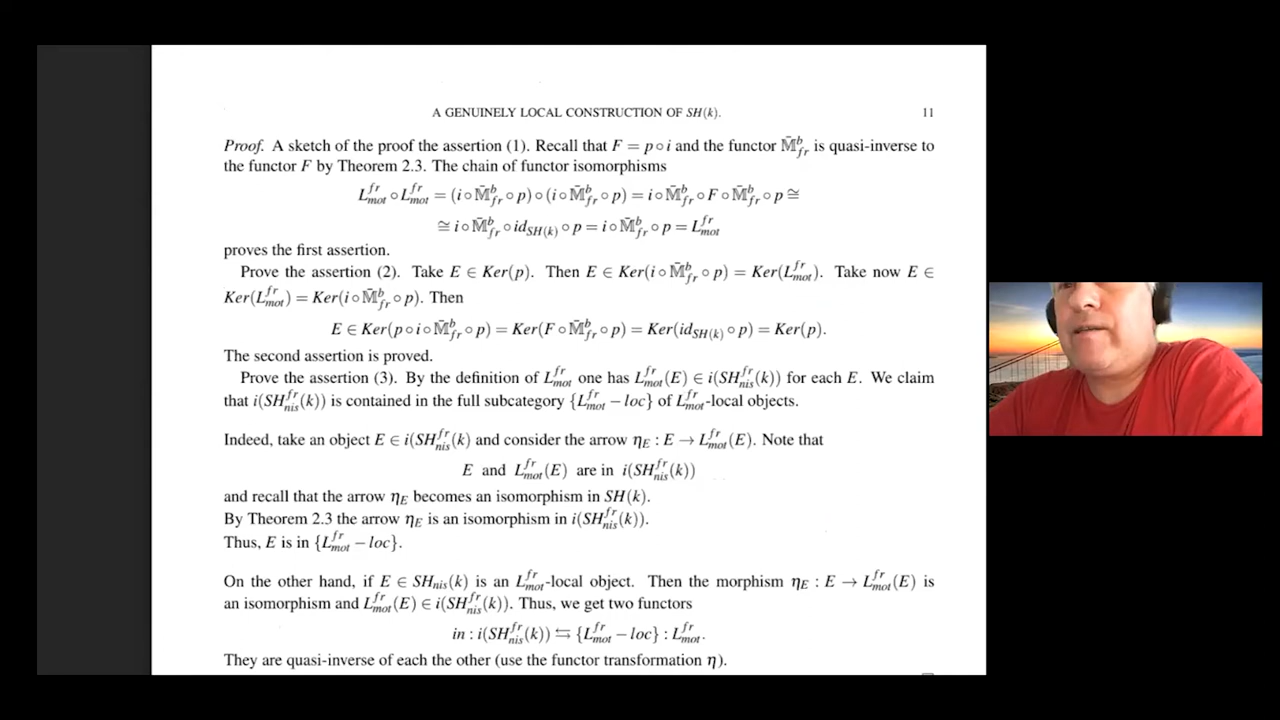 A GENUINELY LOCAL CONSTRUCTION OF SH(k). 11
Proof. A sketch of the proof the assertion (1). Recall that F = p∘i and the functor 𝕄̄^b_{fr} is quasi-inverse to
the functor F by Theorem 2.3. The chain of functor isomorphisms
L^{fr}_{mot} ∘ L^{fr}_{mot} = (i∘𝕄̄^b_{fr}∘p)∘(i∘𝕄̄^b_{fr}∘p) = i∘𝕄̄^b_{fr}∘F∘𝕄̄^b_{fr}∘p ≅
≅ i∘𝕄̄^b_{fr}∘id_{SH(k)}∘p = i∘𝕄̄^b_{fr}∘p = L^{fr}_{mot}
proves the first assertion.
Prove the assertion (2). Take E ∈ Ker(p). Then E ∈ Ker(i∘𝕄̄^b_{fr}∘p) = Ker(L^{fr}_{mot}). Take now E ∈
Ker(L^{fr}_{mot}) = Ker(i∘𝕄̄^b_{fr}∘p). Then
E ∈ Ker(p∘i∘𝕄̄^b_{fr}∘p) = Ker(F∘𝕄̄^b_{fr}∘p) = Ker(id_{SH(k)}∘p) = Ker(p).
The second assertion is proved.
Prove the assertion (3). By the definition of L^{fr}_{mot} one has L^{fr}_{mot}(E) ∈ i(SH^{fr}_{nis}(k)) for each E. We claim
that i(SH^{fr}_{nis}(k)) is contained in the full subcategory {L^{fr}_{mot} − loc} of L^{fr}_{mot}-local objects.
Indeed, take an object E ∈ i(SH^{fr}_{nis}(k) and consider the arrow η_E : E → L^{fr}_{mot}(E). Note that
E and L^{fr}_{mot}(E) are in i(SH^{fr}_{nis}(k))
and recall that the arrow η_E becomes an isomorphism in SH(k).
By Theorem 2.3 the arrow η_E is an isomorphism in i(SH^{fr}_{nis}(k)).
Thus, E is in {L^{fr}_{mot} − loc}.
On the other hand, if E ∈ SH_{nis}(k) is an L^{fr}_{mot}-local object. Then the morphism η_E : E → L^{fr}_{mot}(E) is
an isomorphism and L^{fr}_{mot}(E) ∈ i(SH^{fr}_{nis}(k)). Thus, we get two functors
in : i(SH^{fr}_{nis}(k)) ⇆ {L^{fr}_{mot} − loc} : L^{fr}_{mot}.
They are quasi-inverse of each the other (use the functor transformation η).